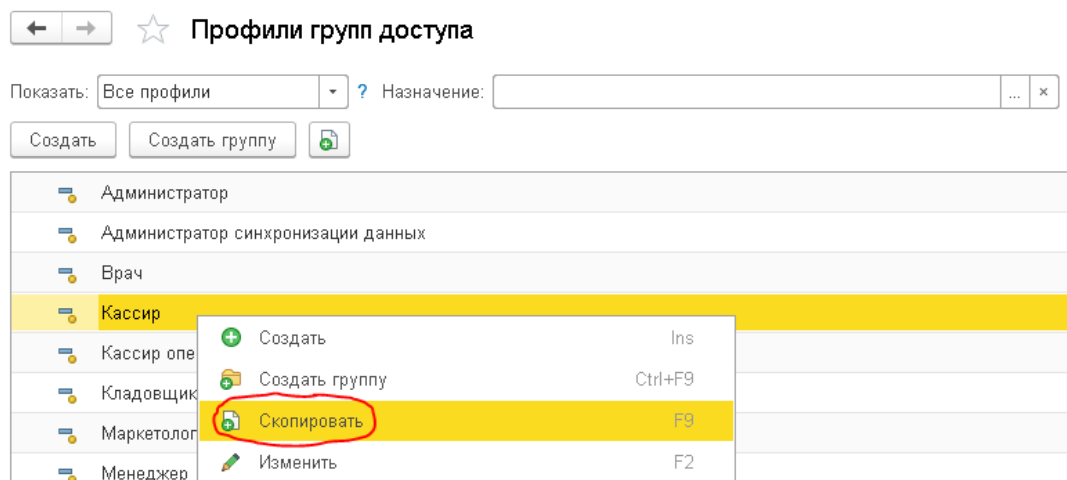 Профили групп доступа
Показать: Все профили ? Назначение: ... ×
Создать Создать группу
Администратор
Администратор синхронизации данных
Врач
Кассир
Создать Ins
Кассир опе
Создать группу Ctrl+F9
Кладовщик
Скопировать F9
Маркетолог
Изменить F2
Менеджер